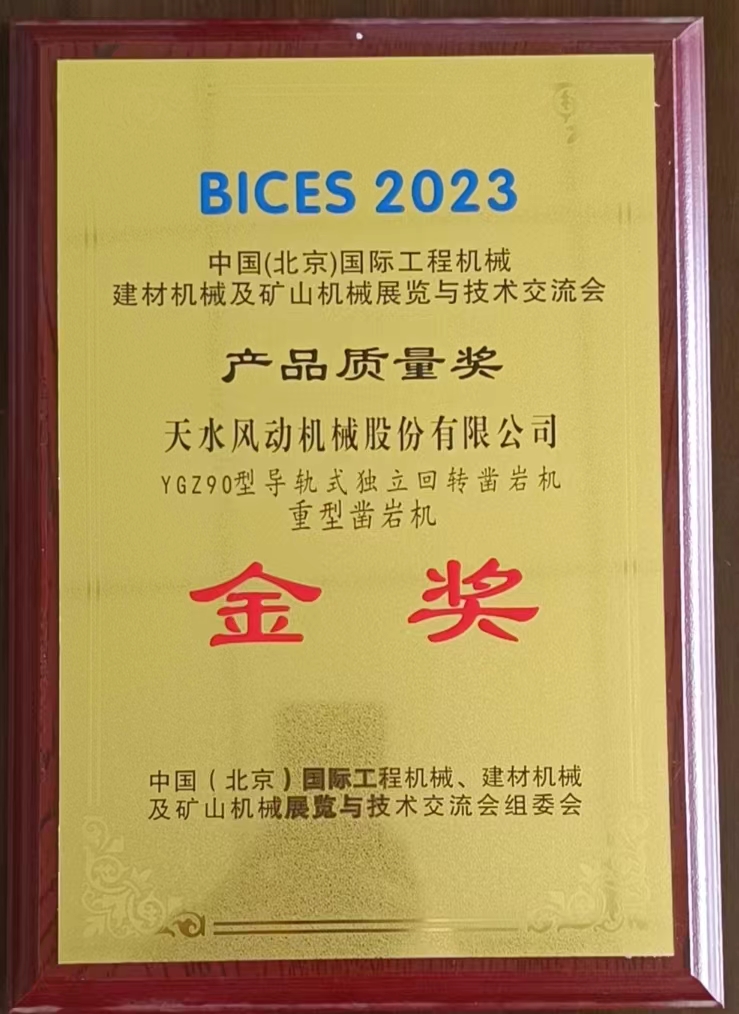 BICES 2023
中国(北京)国际工程机械
建材机械及矿山机械展览与技术交流会
产品质量奖
天水风动机械股份有限公司
YGZ90型导轨式独立回转凿岩机
重型凿岩机
金 奖
中国（北京）国际工程机械、建材机械
及矿山机械展览与技术交流会组委会